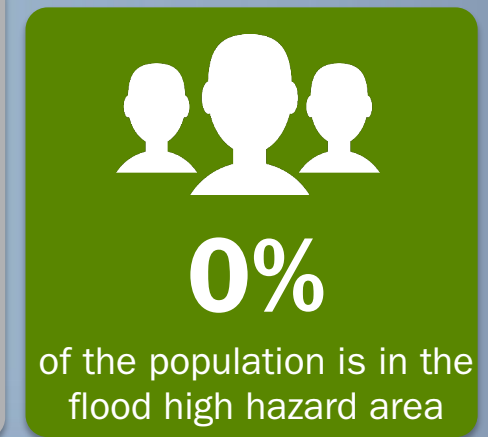 0%
of the population is in the
flood high hazard area